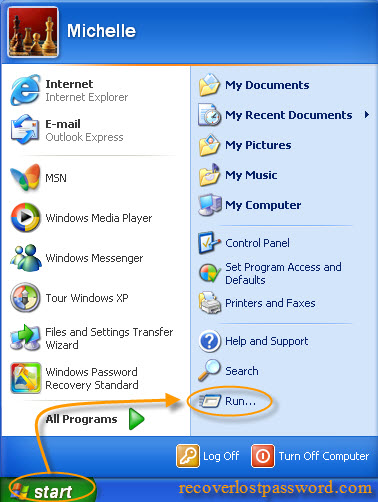 Michelle
Internet
Internet Explorer
E-mail
Outlook Express
MSN
Windows Media Player
Windows Messenger
Tour Windows XP
Files and Settings Transfer
Wizard
Windows Password
Recovery Standard
All Programs
My Documents
My Recent Documents
My Pictures
My Music
My Computer
Control Panel
Set Program Access and
Defaults
Printers and Faxes
Help and Support
Search
Run...
Log Off
Turn Off Computer
start
recoverlostpassword.com